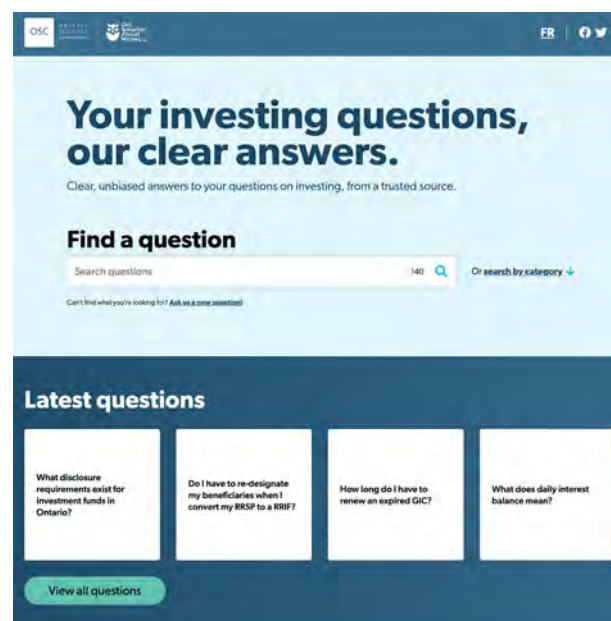 OSC
Get
Smarter
About
Money
FR
Your investing questions,
our clear answers.
Clear, unbiased answers to your questions on investing, from a trusted source.
Find a question
Search questions
140
Or search by category
Can't find what you're looking for? Ask us a new question!
Latest questions
What disclosure
requirements exist for
investment funds in
Ontario?
Do I have to re-designate
my beneficiaries when I
convert my RRSP to a RRIF?
How long do I have to
renew an expired GIC?
What does daily interest
balance mean?
View all questions